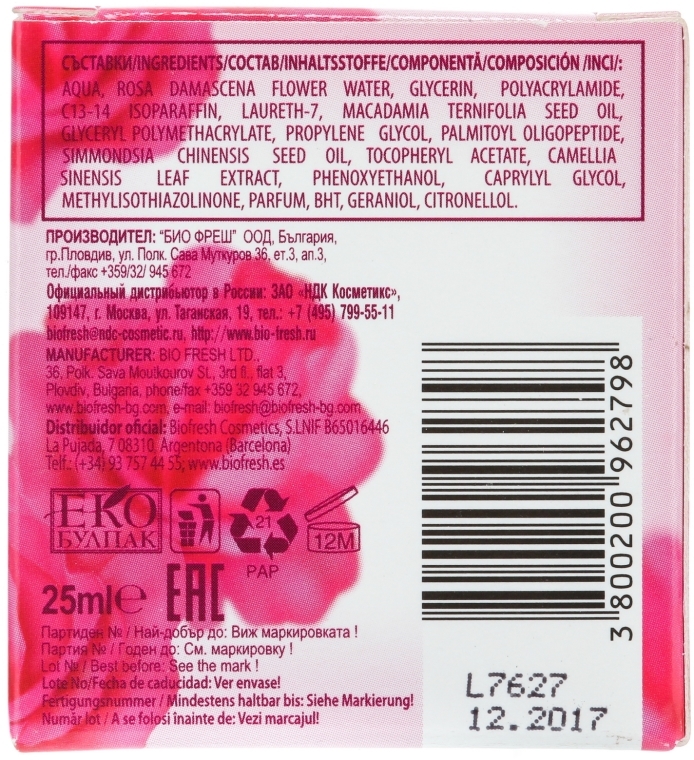 СЪСТАВКИ/INGREDIENTS/СОСТАВ/INHALTSSTOFFE/COMPONENTĂ/COMPOSICIÓN /INCI/:
AQUA, ROSA DAMASCENA FLOWER WATER, GLYCERIN, POLYACRYLAMIDE,
C13-14 ISOPARAFFIN, LAURETH-7, MACADAMIA TERNIFOLIA SEED OIL,
GLYCERYL POLYMETHACRYLATE, PROPYLENE GLYCOL, PALMITOYL OLIGOPEPTIDE,
SIMMONDSIA CHINENSIS SEED OIL, TOCOPHERYL ACETATE, CAMELLIA
SINENSIS LEAF EXTRACT, PHENOXYETHANOL, CAPRYLYL GLYCOL,
METHYLISOTHIAZOLINONE, PARFUM, BHT, GERANIOL, CITRONELLOL.
ПРОИЗВОДИТЕЛ: “БИО ФРЕШ” ООД, България,
гр.Пловдив, ул. Полк. Сава Муткуров 36, ет.3, ап.3,
тел./факс +359/32/ 945 672
Официальный дистрибьютор в России: ЗАО «НДК Косметикс»,
109147, г. Москва, ул. Таганская, 19, тел.: +7 (495) 799-55-11
biofresh@ndc-cosmetic.ru, http://www.bio-fresh.ru
MANUFACTURER: BIO FRESH LTD.,
36, Polk. Sava Moutkourov St., 3rd fl., flat 3,
Plovdiv, Bulgaria, phone/fax +359 32 945 672,
www.biofresh-bg.com, e-mail: biofresh@biofresh-bg.com
Distribuidor oficial: Biofresh Cosmetics, S.LNIF B65016446
La Pujada, 7 08310, Argentona (Barcelona)
Telf.: (+34) 93 757 44 55; www.biofresh.es
ЕКО
БУЛПАК
21
PAP
12M
25ml℮ EAC
Партиден № / Най-добър до: Виж маркировката !
Партия № / Годен до: См. маркировку !
Lot № / Best before: See the mark !
Lote No/Fecha de caducidad: Ver envase!
Fertigungsnummer / Mindestens haltbar bis: Siehe Markierung!
Număr lot / A se folosi înainte de: Vezi marcajul!
3 800200 962798
L7627
12.2017